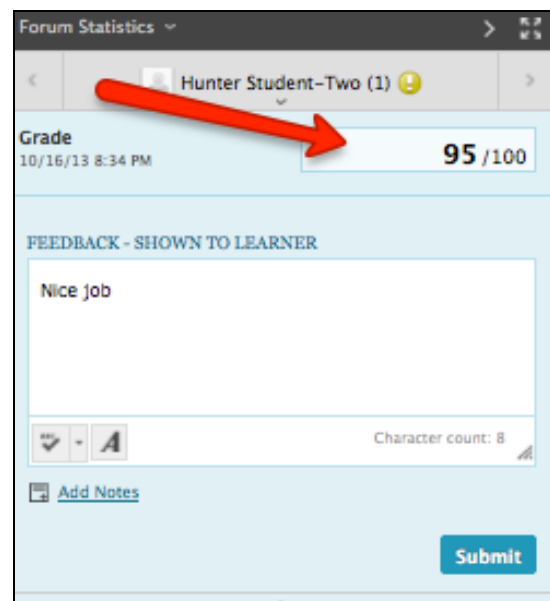 Forum Statistics
Hunter Student-Two (1)
Grade
10/16/13 8:34 PM
95 /100
FEEDBACK - SHOWN TO LEARNER
Nice job
A
Character count: 8
Add Notes
Submit